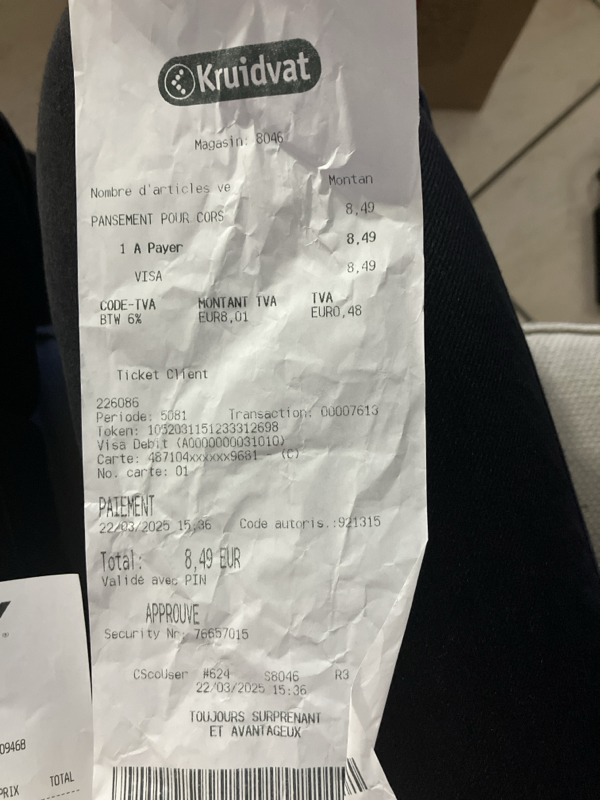 Kruidvat
Magasin: 8046
Nombre d'articles ve Montan
PANSEMENT POUR CORS 8,49
1 A Payer 8,49
VISA 8,49
CODE-TVA MONTANT TVA TVA
BTW 6% EUR8,01 EUR0,48
Ticket Client
226086
Periode: 5081 Transaction: 00007613
Token: 1052031151233312698
Visa Debit (A0000000031010)
Carte: 487104xxxxxx9681 - (C)
No. carte: 01
PAIEMENT
22/03/2025 15,36 Code autoris.:921315
Total: 8,49 EUR
Validé avec PIN
APPROUVE
Security Nr: 76657015
CScoUser #624 S8046 R3
22/03/2025 15:36
TOUJOURS SURPRENANT
ET AVANTAGEUX
09468
PRIX TOTAL